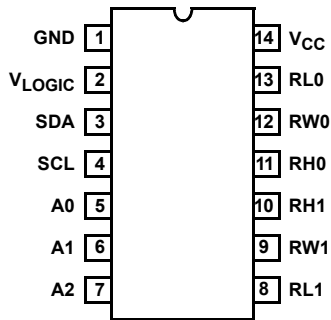 GND 1 14 VCC
VLOGIC 2 13 RL0
SDA 3 12 RW0
SCL 4 11 RH0
A0 5 10 RH1
A1 6 9 RW1
A2 7 8 RL1